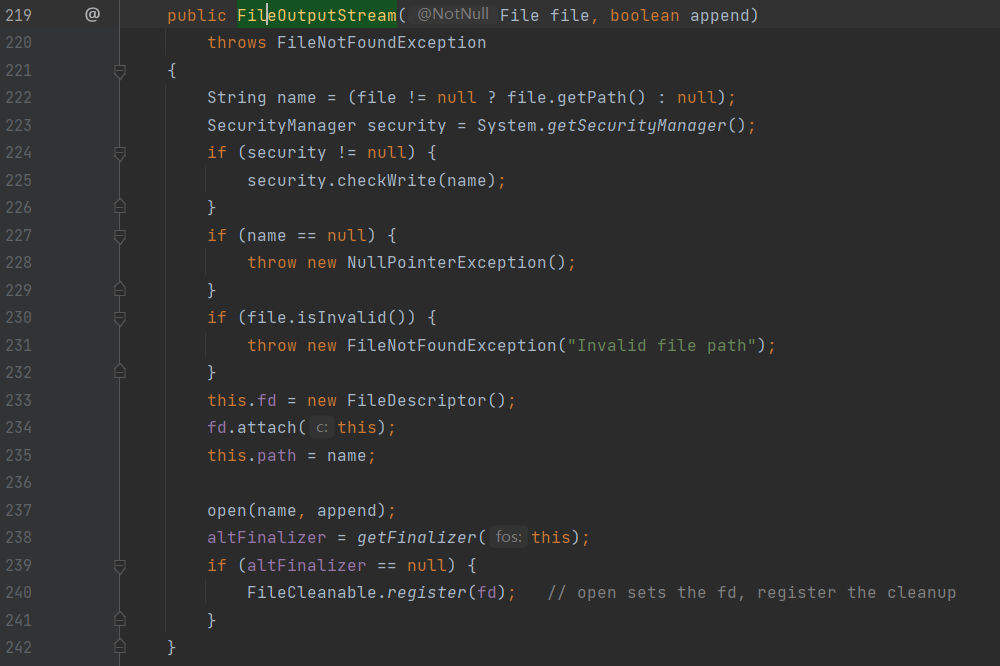 219 @ public FileOutputStream( @NotNull File file, boolean append)
220 throws FileNotFoundException
221 {
222 String name = (file != null ? file.getPath() : null);
223 SecurityManager security = System.getSecurityManager();
224 if (security != null) {
225 security.checkWrite(name);
226 }
227 if (name == null) {
228 throw new NullPointerException();
229 }
230 if (file.isInvalid()) {
231 throw new FileNotFoundException("Invalid file path");
232 }
233 this.fd = new FileDescriptor();
234 fd.attach( c: this);
235 this.path = name;
236
237 open(name, append);
238 altFinalizer = getFinalizer( fos: this);
239 if (altFinalizer == null) {
240 FileCleanable.register(fd); // open sets the fd, register the cleanup
241 }
242 }